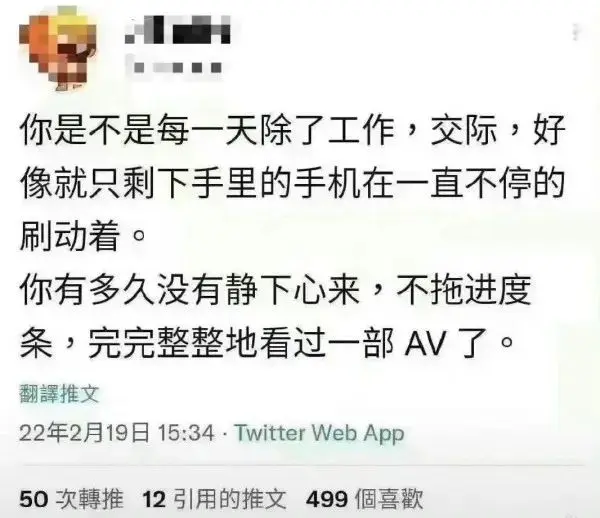 你是不是每一天除了工作，交际，好
像就只剩下手里的手机在一直不停的
刷动着。
你有多久没有静下心来，不拖进度
条，完完整整地看过一部 AV 了。
翻譯推文
22年2月19日 15:34 · Twitter Web App
50 次轉推 12 引用的推文 499 個喜歡